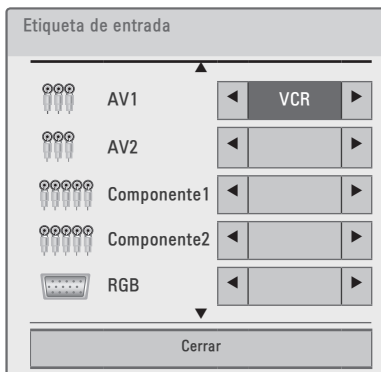 Etiqueta de entrada
AV1 VCR
AV2
Componente1
Componente2
RGB
Cerrar